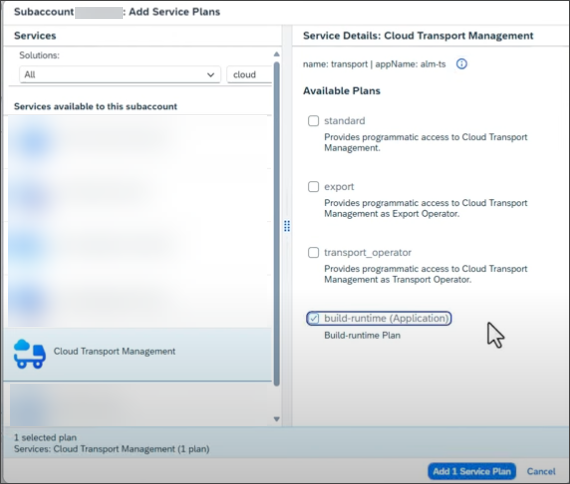 Subaccount : Add Service Plans
Services
Solutions:
All
cloud
Services available to this subaccount
Cloud Transport Management
1 selected plan
Services: Cloud Transport Management (1 plan)
Service Details: Cloud Transport Management
name: transport | appName: alm-ts
Available Plans
standard
Provides programmatic access to Cloud Transport
Management.
export
Provides programmatic access to Cloud Transport
Management as Export Operator.
transport_operator
Provides programmatic access to Cloud Transport
Management as Transport Operator.
build-runtime (Application)
Build-runtime Plan
Add 1 Service Plan
Cancel